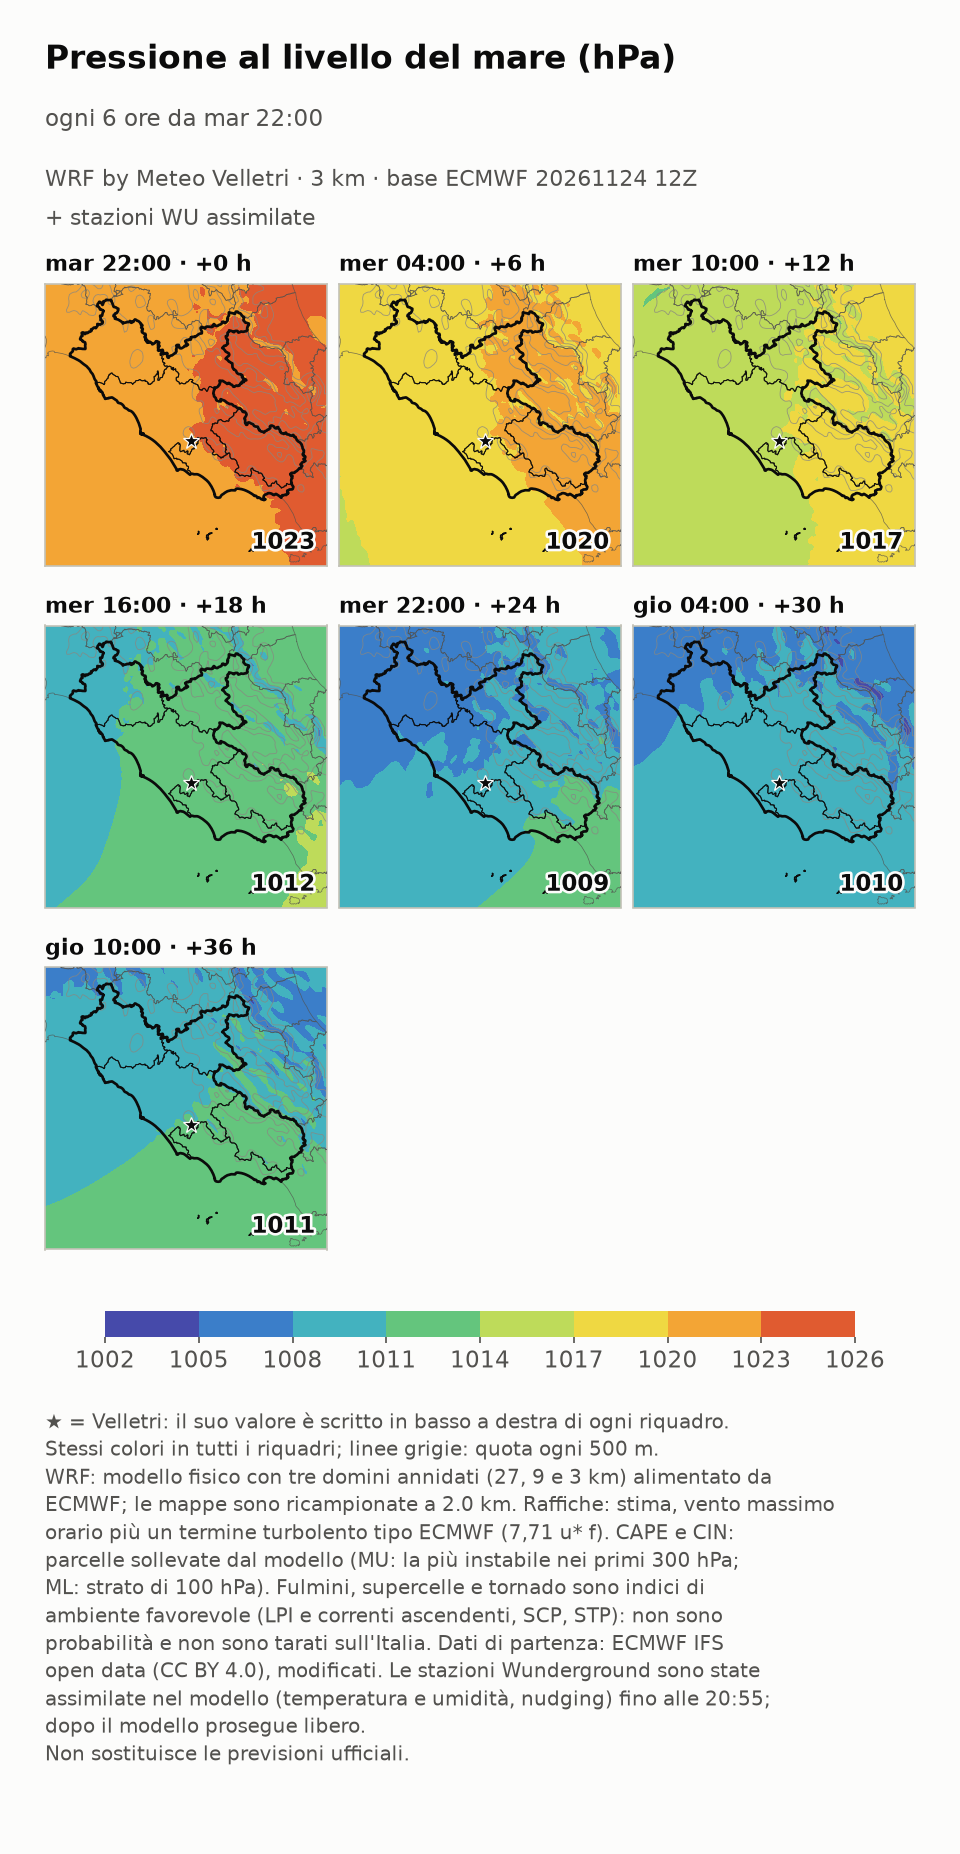 Pressione al livello del mare (hPa)
ogni 6 ore da mar 22:00
WRF by Meteo Velletri · 3 km · base ECMWF 20261124 12Z
+ stazioni WU assimilate
mar 22:00 · +0 h
mer 04:00 · +6 h
mer 10:00 · +12 h
1023
1020
1017
mer 16:00 · +18 h
mer 22:00 · +24 h
gio 04:00 · +30 h
1012
1009
1010
gio 10:00 · +36 h
1011
1002 1005 1008 1011 1014 1017 1020 1023 1026
★ = Velletri: il suo valore è scritto in basso a destra di ogni riquadro.
Stessi colori in tutti i riquadri; linee grigie: quota ogni 500 m.
WRF: modello fisico con tre domini annidati (27, 9 e 3 km) alimentato da
ECMWF; le mappe sono ricampionate a 2.0 km. Raffiche: stima, vento massimo
orario più un termine turbolento tipo ECMWF (7,71 u* f). CAPE e CIN:
parcelle sollevate dal modello (MU: la più instabile nei primi 300 hPa;
ML: strato di 100 hPa). Fulmini, supercelle e tornado sono indici di
ambiente favorevole (LPI e correnti ascendenti, SCP, STP): non sono
probabilità e non sono tarati sull'Italia. Dati di partenza: ECMWF IFS
open data (CC BY 4.0), modificati. Le stazioni Wunderground sono state
assimilate nel modello (temperatura e umidità, nudging) fino alle 20:55;
dopo il modello prosegue libero.
Non sostituisce le previsioni ufficiali.